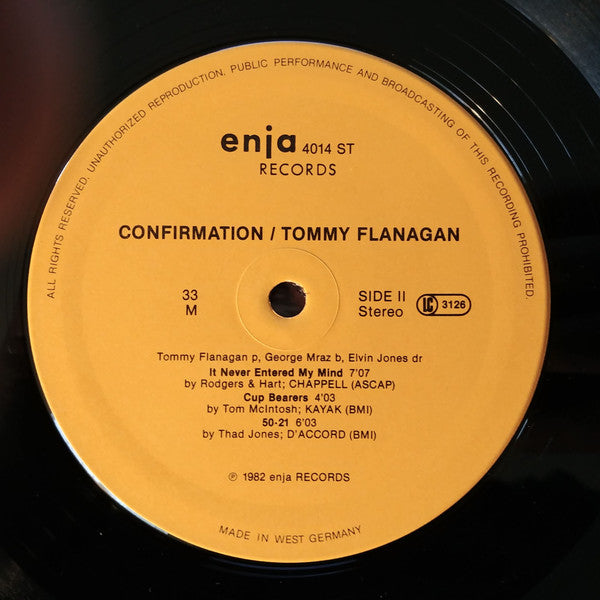 ALL RIGHTS RESERVED. UNAUTHORIZED REPRODUCTION. PUBLIC PERFORMANCE AND BROADCASTING OF THIS RECORDING PROHIBITED.
enja 4014 ST
RECORDS
CONFIRMATION / TOMMY FLANAGAN
33 SIDE II LC 3126
M Stereo
Tommy Flanagan p, George Mraz b, Elvin Jones dr
It Never Entered My Mind 7'07
by Rodgers & Hart; CHAPPELL (ASCAP)
Cup Bearers 4'03
by Tom McIntosh; KAYAK (BMI)
50-21 6'03
by Thad Jones; D'ACCORD (BMI)
℗ 1982 enja RECORDS
MADE IN WEST GERMANY